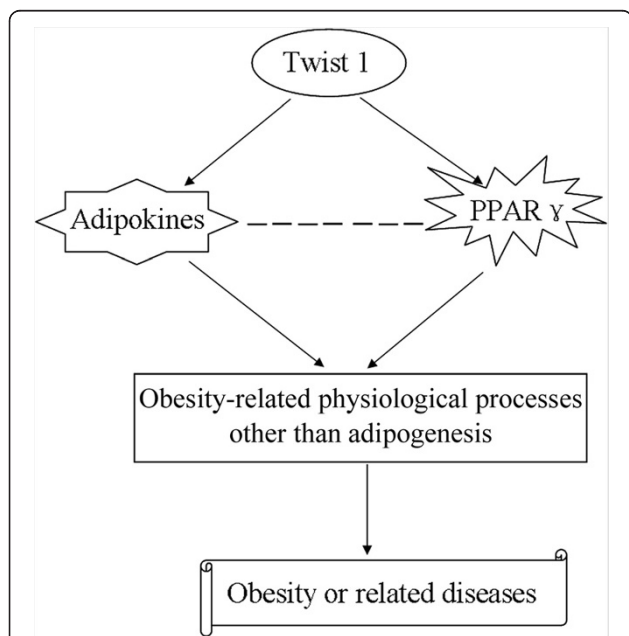 Twist 1
Adipokines
PPAR ɣ
Obesity-related physiological processes
other than adipogenesis
Obesity or related diseases